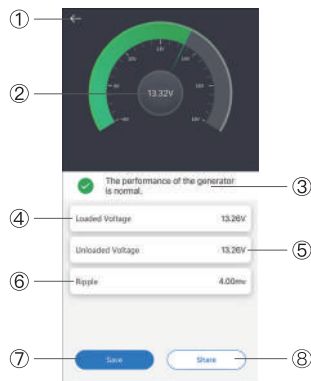 ①
②
13.32V
The performance of the generator
is normal.
③
④
Loaded Voltage 13.26V
Unloaded Voltage 13.26V
⑤
⑥
Ripple 4.00mv
⑦
Save
Share
⑧